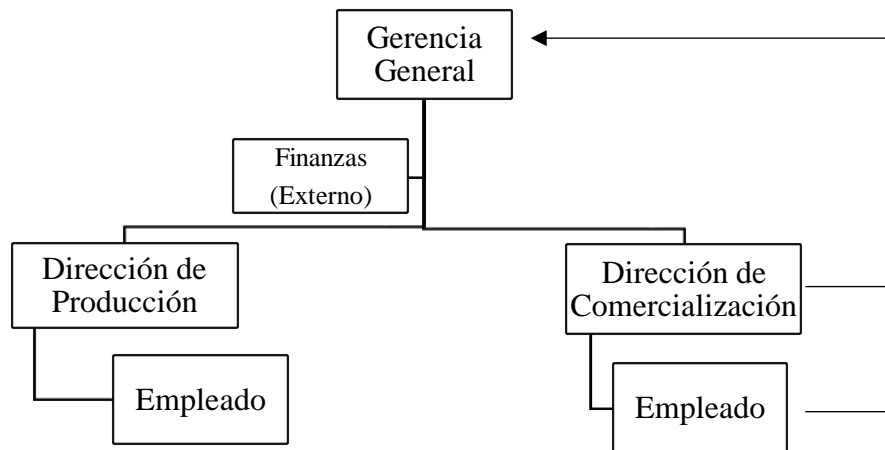 Gerencia
General
Finanzas
(Externo)
Dirección de
Producción
Dirección de
Comercialización
Empleado
Empleado